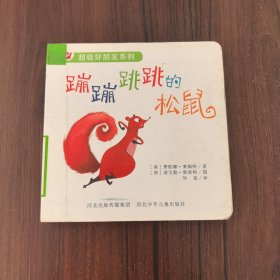 超级好朋友系列
蹦蹦跳跳的
松鼠
河北出版传媒集团 河北少年儿童出版社